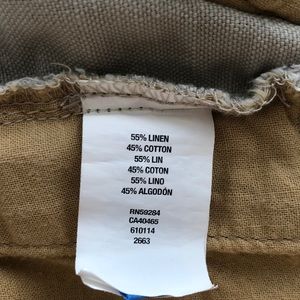 55% LINEN
45% COTTON
55% LIN
45% COTON
55% LINO
45% ALGODÓN
RN59284
CA40465
610114
2663